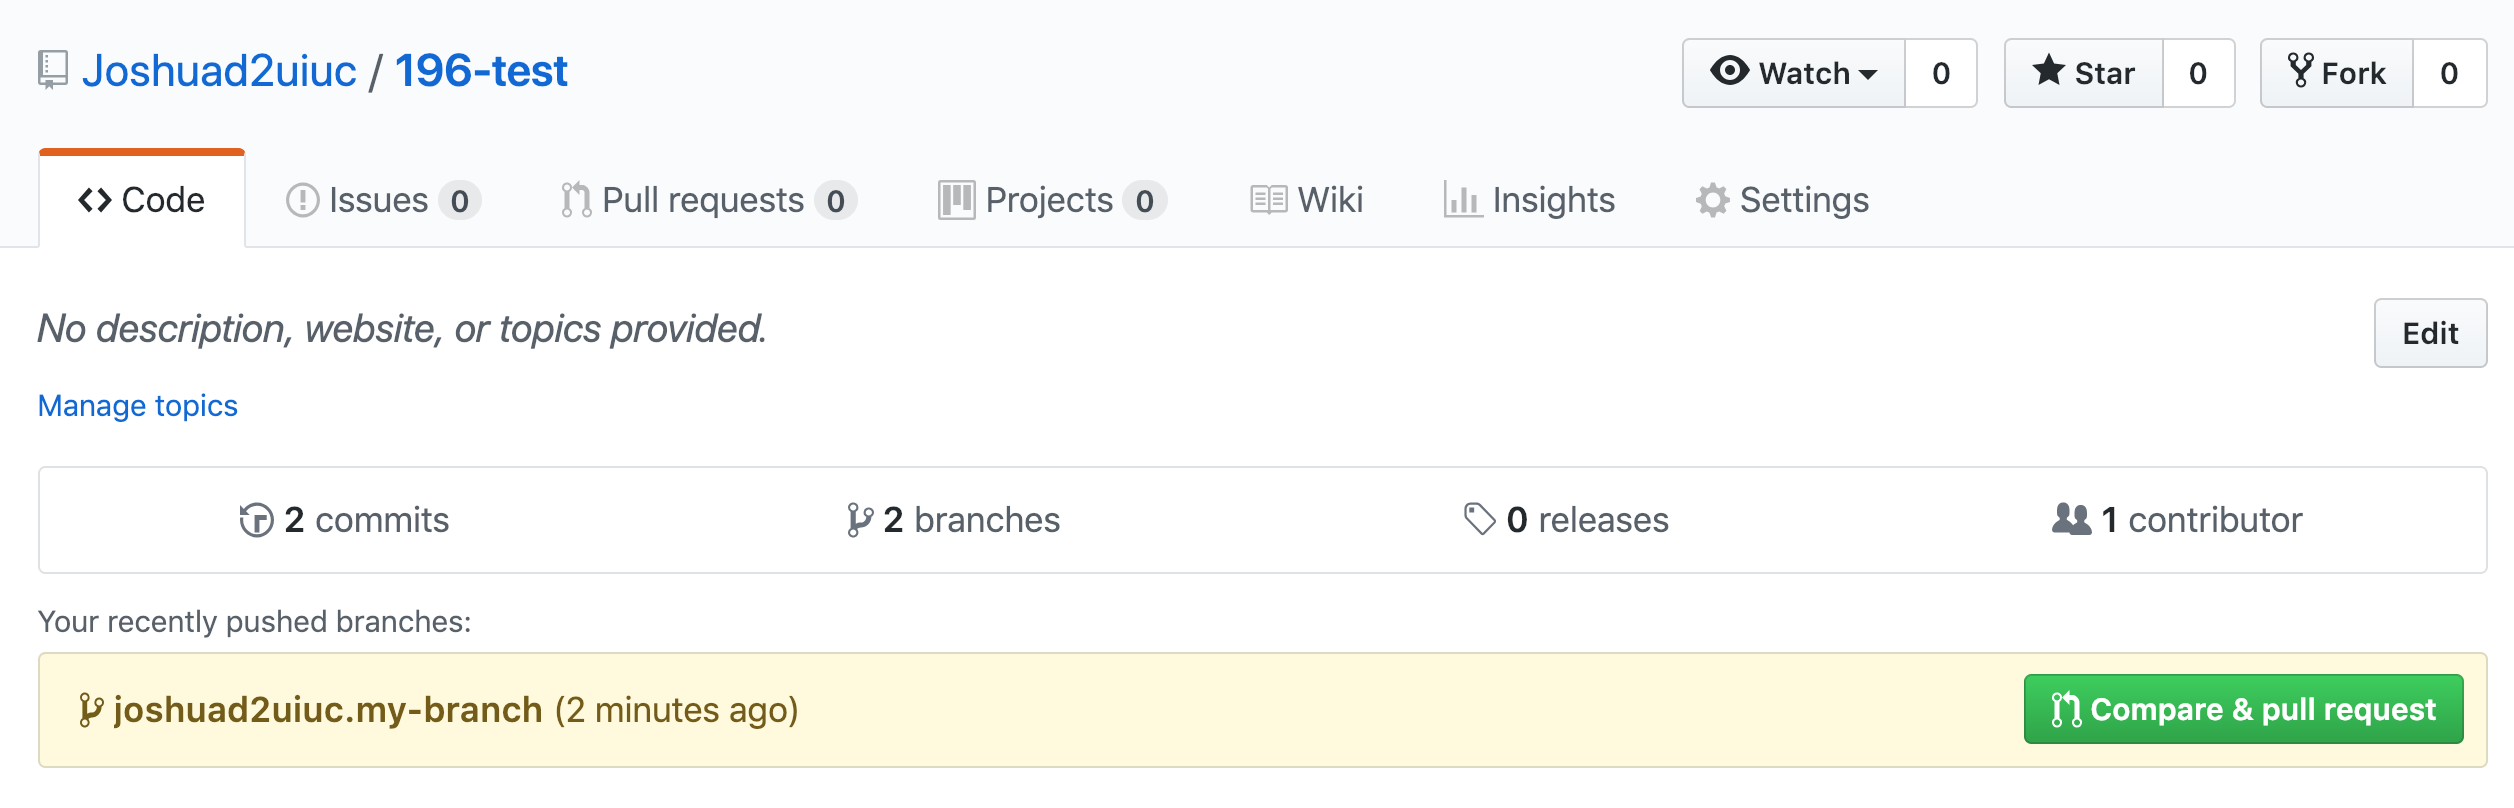 Joshuad2uiuc / 196-test
Watch 0 Star 0 Fork 0
Code Issues 0 Pull requests 0 Projects 0 Wiki Insights Settings
No description, website, or topics provided. Edit
Manage topics
2 commits 2 branches 0 releases 1 contributor
Your recently pushed branches:
joshuad2uiuc.my-branch (2 minutes ago) Compare & pull request